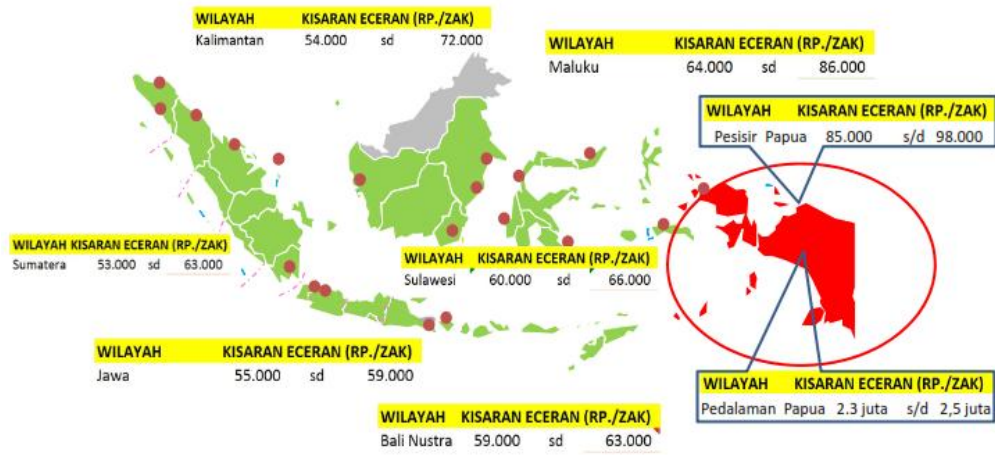 WILAYAH KISARAN ECERAN (RP./ZAK)
Kalimantan 54.000 sd 72.000
WILAYAH KISARAN ECERAN (RP./ZAK)
Maluku 64.000 sd 86.000
WILAYAH KISARAN ECERAN (RP./ZAK)
Pesisir Papua 85.000 s/d 98.000
WILAYAH KISARAN ECERAN (RP./ZAK)
Sumatera 53.000 sd 63.000
WILAYAH KISARAN ECERAN (RP./ZAK)
Sulawesi 60.000 sd 66.000
WILAYAH KISARAN ECERAN (RP./ZAK)
Jawa 55.000 sd 59.000
WILAYAH KISARAN ECERAN (RP./ZAK)
Pedalaman Papua 2.3 juta s/d 2,5 juta
WILAYAH KISARAN ECERAN (RP./ZAK)
Bali Nustra 59.000 sd 63.000